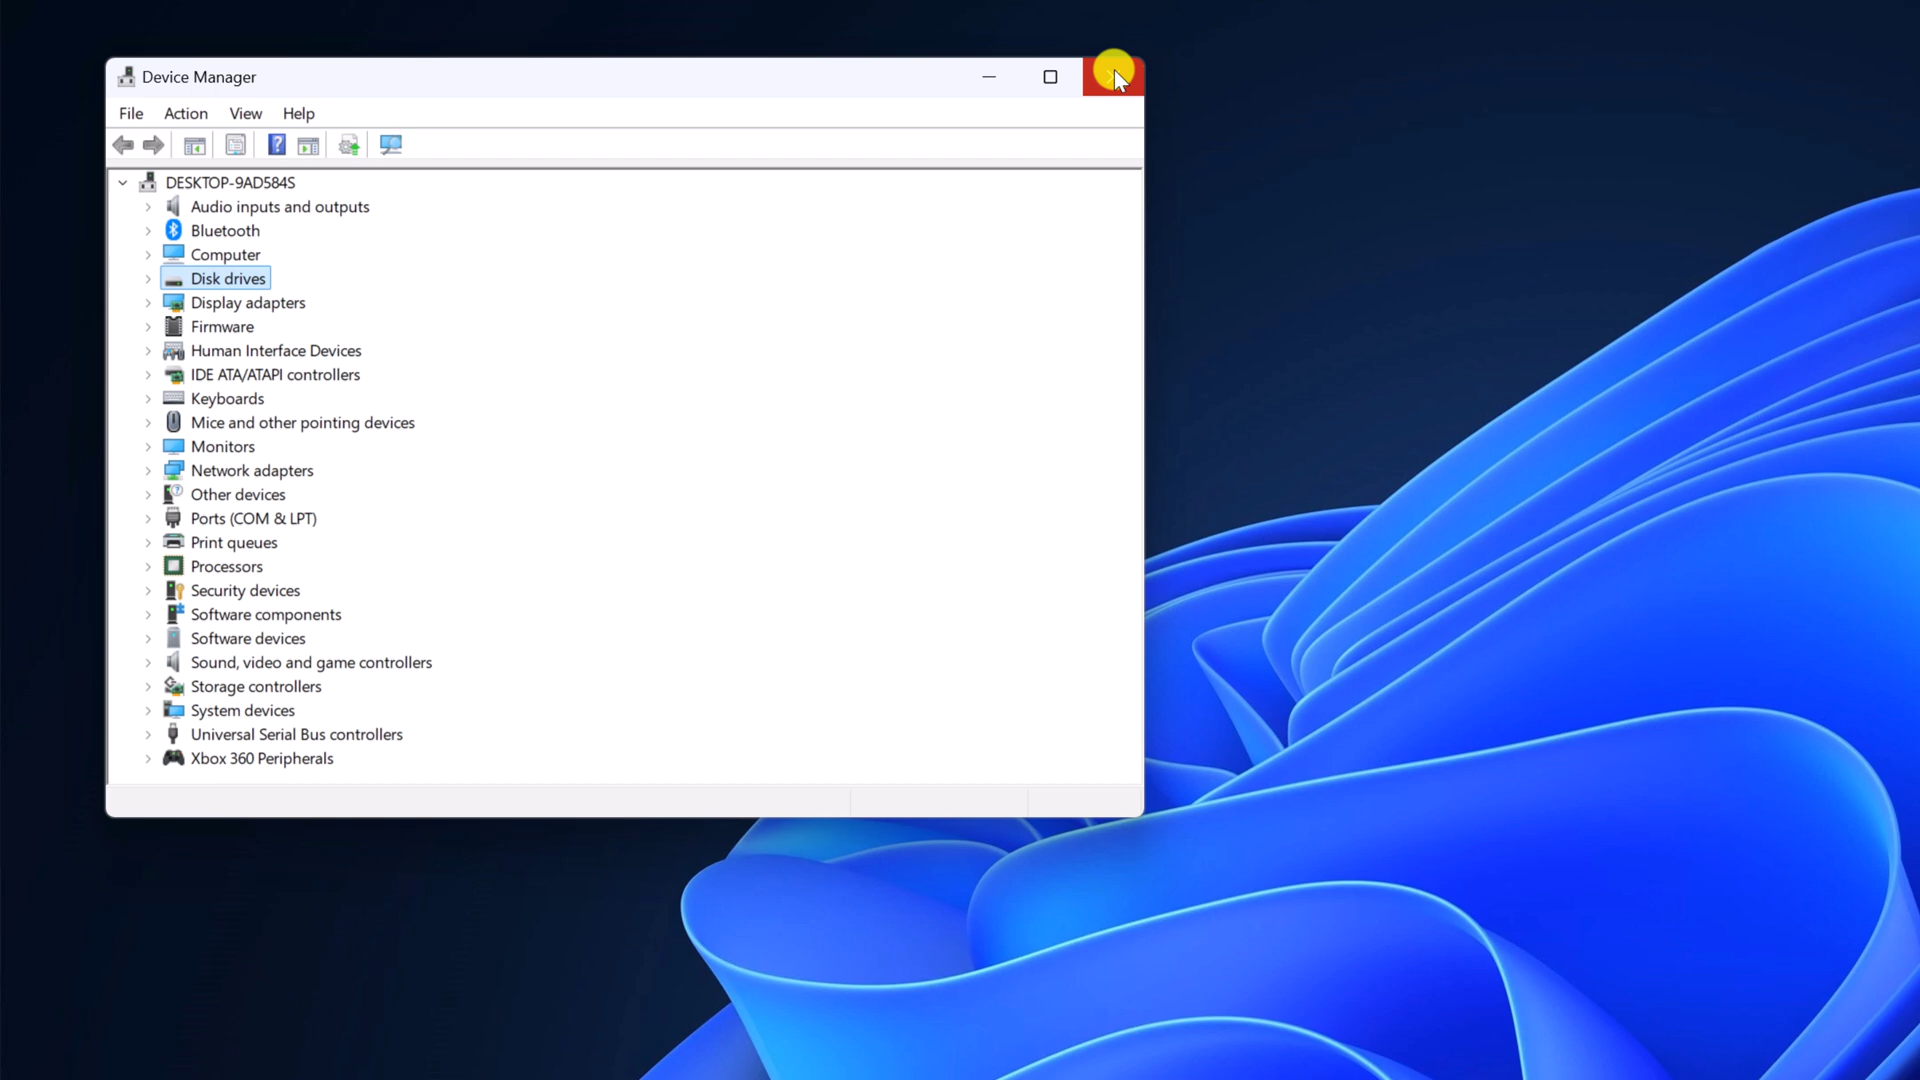 Device Manager
File Action View Help
DESKTOP-9AD584S
Audio inputs and outputs
Bluetooth
Computer
Disk drives
Display adapters
Firmware
Human Interface Devices
IDE ATA/ATAPI controllers
Keyboards
Mice and other pointing devices
Monitors
Network adapters
Other devices
Ports (COM & LPT)
Print queues
Processors
Security devices
Software components
Software devices
Sound, video and game controllers
Storage controllers
System devices
Universal Serial Bus controllers
Xbox 360 Peripherals